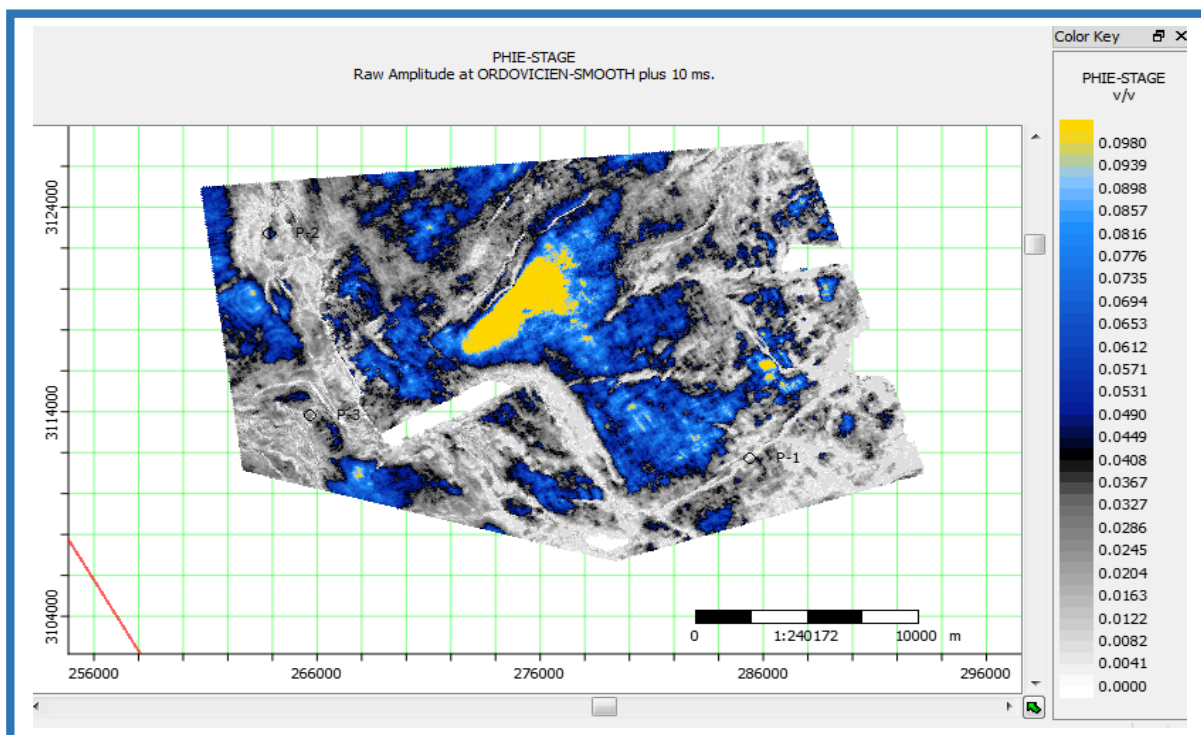 PHIE-STAGE
Raw Amplitude at ORDOVICIEN-SMOOTH plus 10 ms.
Color Key
PHIE-STAGE
v/v
0.0980
0.0939
0.0898
0.0857
0.0816
0.0776
0.0735
0.0694
0.0653
0.0612
0.0571
0.0531
0.0490
0.0449
0.0408
0.0367
0.0327
0.0286
0.0245
0.0204
0.0163
0.0122
0.0082
0.0041
0.0000
3124000
3114000
3104000
P-2
P-3
P-1
0 1:240172 10000 m
256000 266000 276000 286000 296000